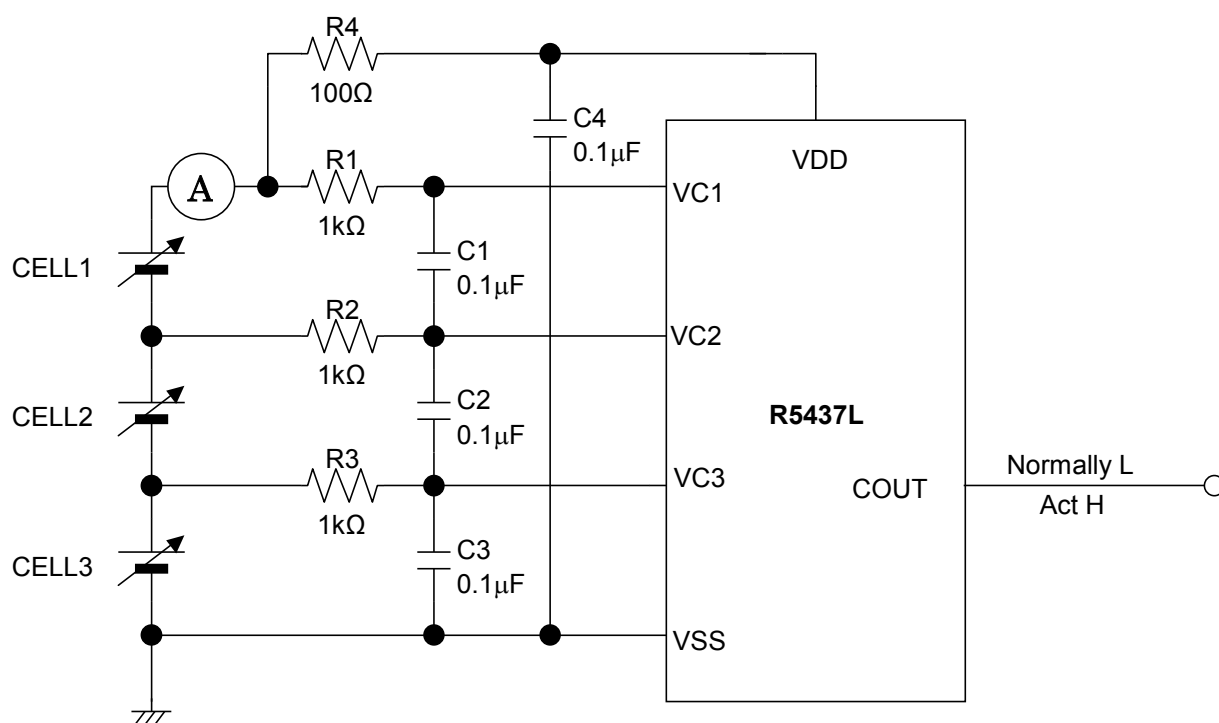 R4
100Ω
C4
0.1μF
VDD
A
R1
1kΩ
VC1
CELL1
C1
0.1μF
R2
1kΩ
VC2
CELL2
C2
0.1μF
R5437L
R3
1kΩ
VC3
COUT
Normally L
Act H
CELL3
C3
0.1μF
VSS